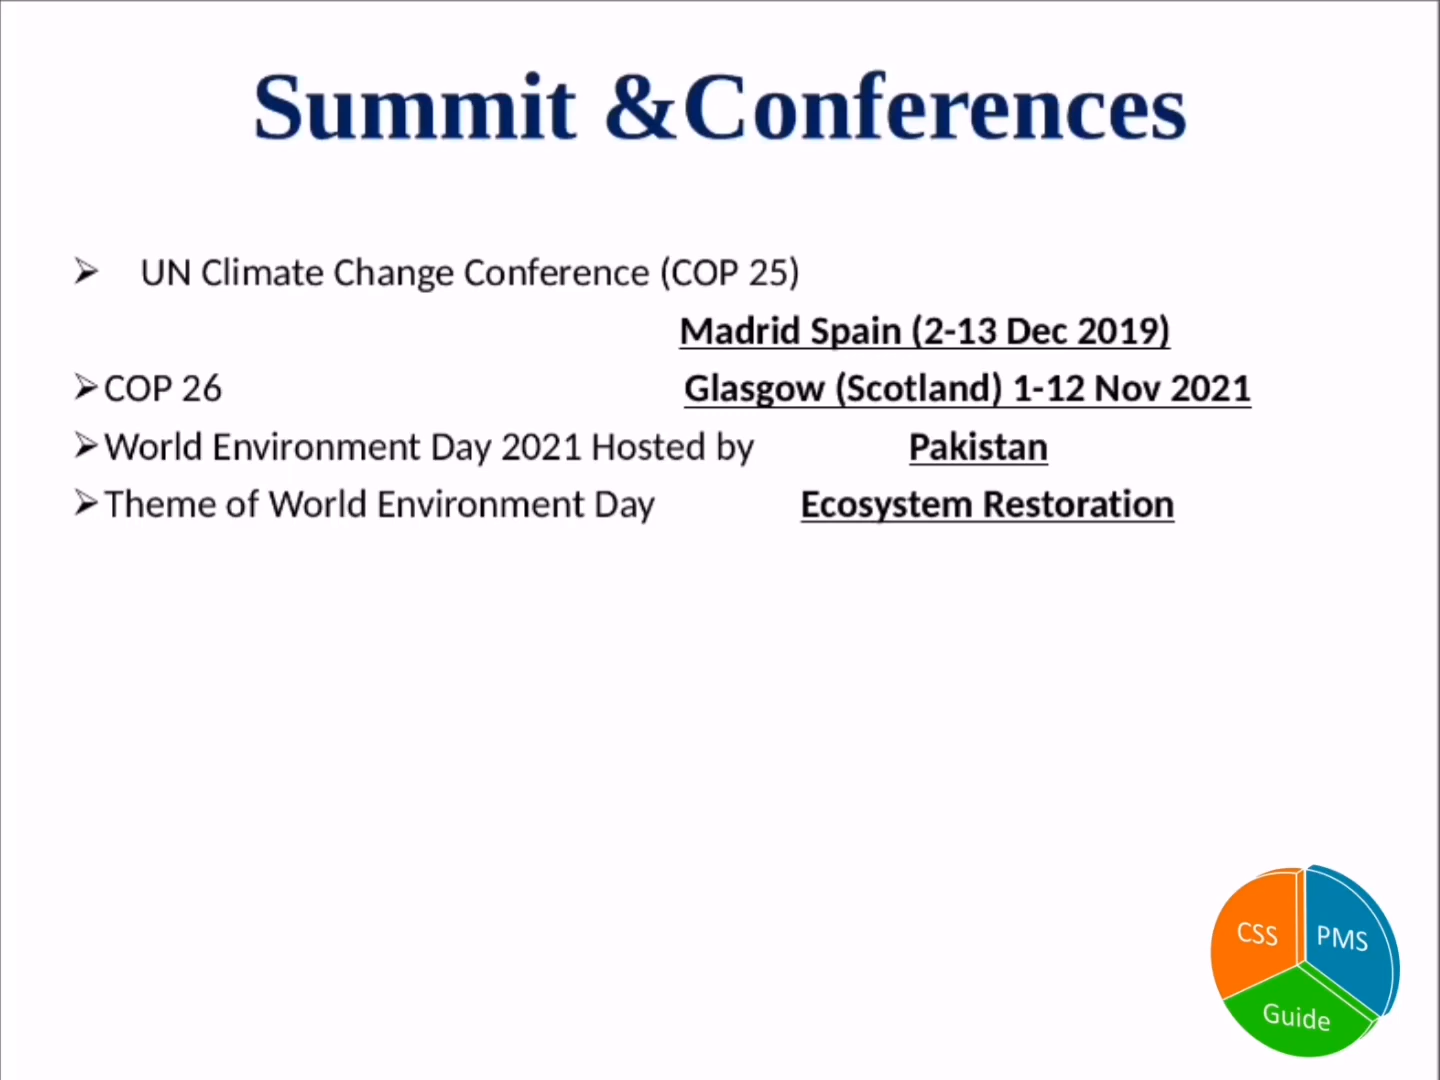 Summit &Conferences
➢ UN Climate Change Conference (COP 25)
Madrid Spain (2-13 Dec 2019)
➢COP 26 Glasgow (Scotland) 1-12 Nov 2021
➢World Environment Day 2021 Hosted by Pakistan
➢Theme of World Environment Day Ecosystem Restoration
CSS PMS
Guide